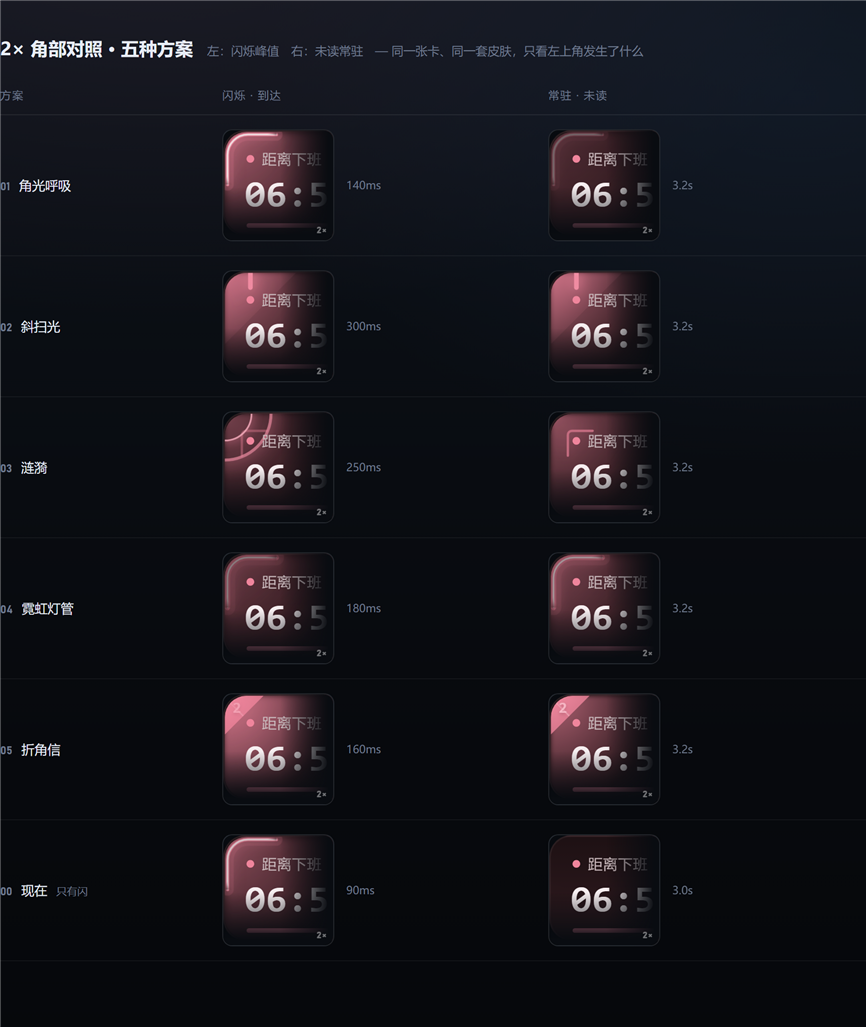 2× 角部对照 · 五种方案 左：闪烁峰值 右：未读常驻 — 同一张卡、同一套皮肤，只看左上角发生了什么
方案 闪烁 · 到达 常驻 · 未读
距离下班 距离下班
01 角光呼吸 06:5 140ms 06:5 3.2s
2× 2×
距离下班 距离下班
02 斜扫光 06:5 300ms 06:5 3.2s
2× 2×
距离下班 距离下班
03 涟漪 06:5 250ms 06:5 3.2s
2× 2×
距离下班 距离下班
04 霓虹灯管 06:5 180ms 06:5 3.2s
2× 2×
2 2
距离下班 距离下班
05 折角信 06:5 160ms 06:5 3.2s
2× 2×
距离下班 距离下班
00 现在 只有闪 06:5 90ms 06:5 3.0s
2× 2×